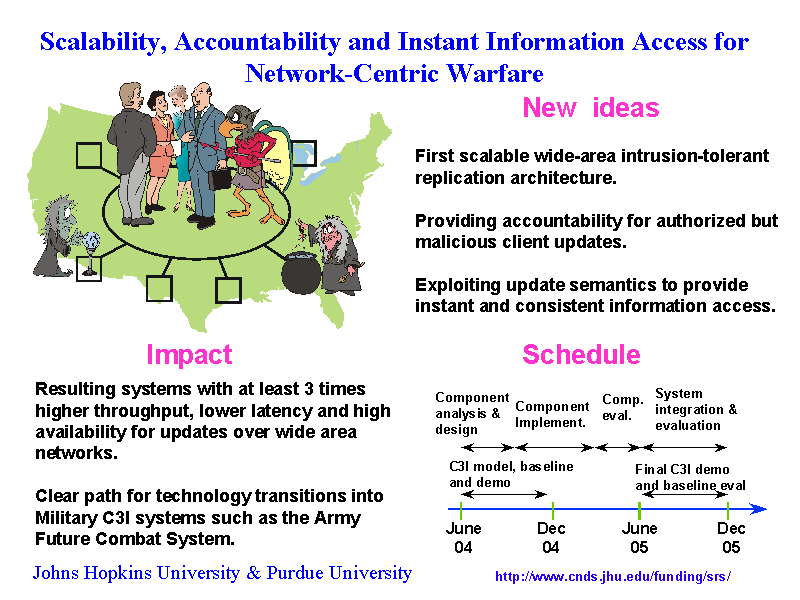 Scalability, Accountability and Instant Information Access for
Network-Centric Warfare
New ideas
First scalable wide-area intrusion-tolerant
replication architecture.
Providing accountability for authorized but
malicious client updates.
Exploiting update semantics to provide
instant and consistent information access.
Impact
Resulting systems with at least 3 times
higher throughput, lower latency and high
availability for updates over wide area
networks.
Clear path for technology transitions into
Military C3I systems such as the Army
Future Combat System.
Schedule
Component
analysis &
design
Component
Implement.
Comp.
eval.
System
integration &
evaluation
C3I model, baseline
and demo
Final C3I demo
and baseline eval
June
04
Dec
04
June
05
Dec
05
Johns Hopkins University & Purdue University
http://www.cnds.jhu.edu/funding/srs/